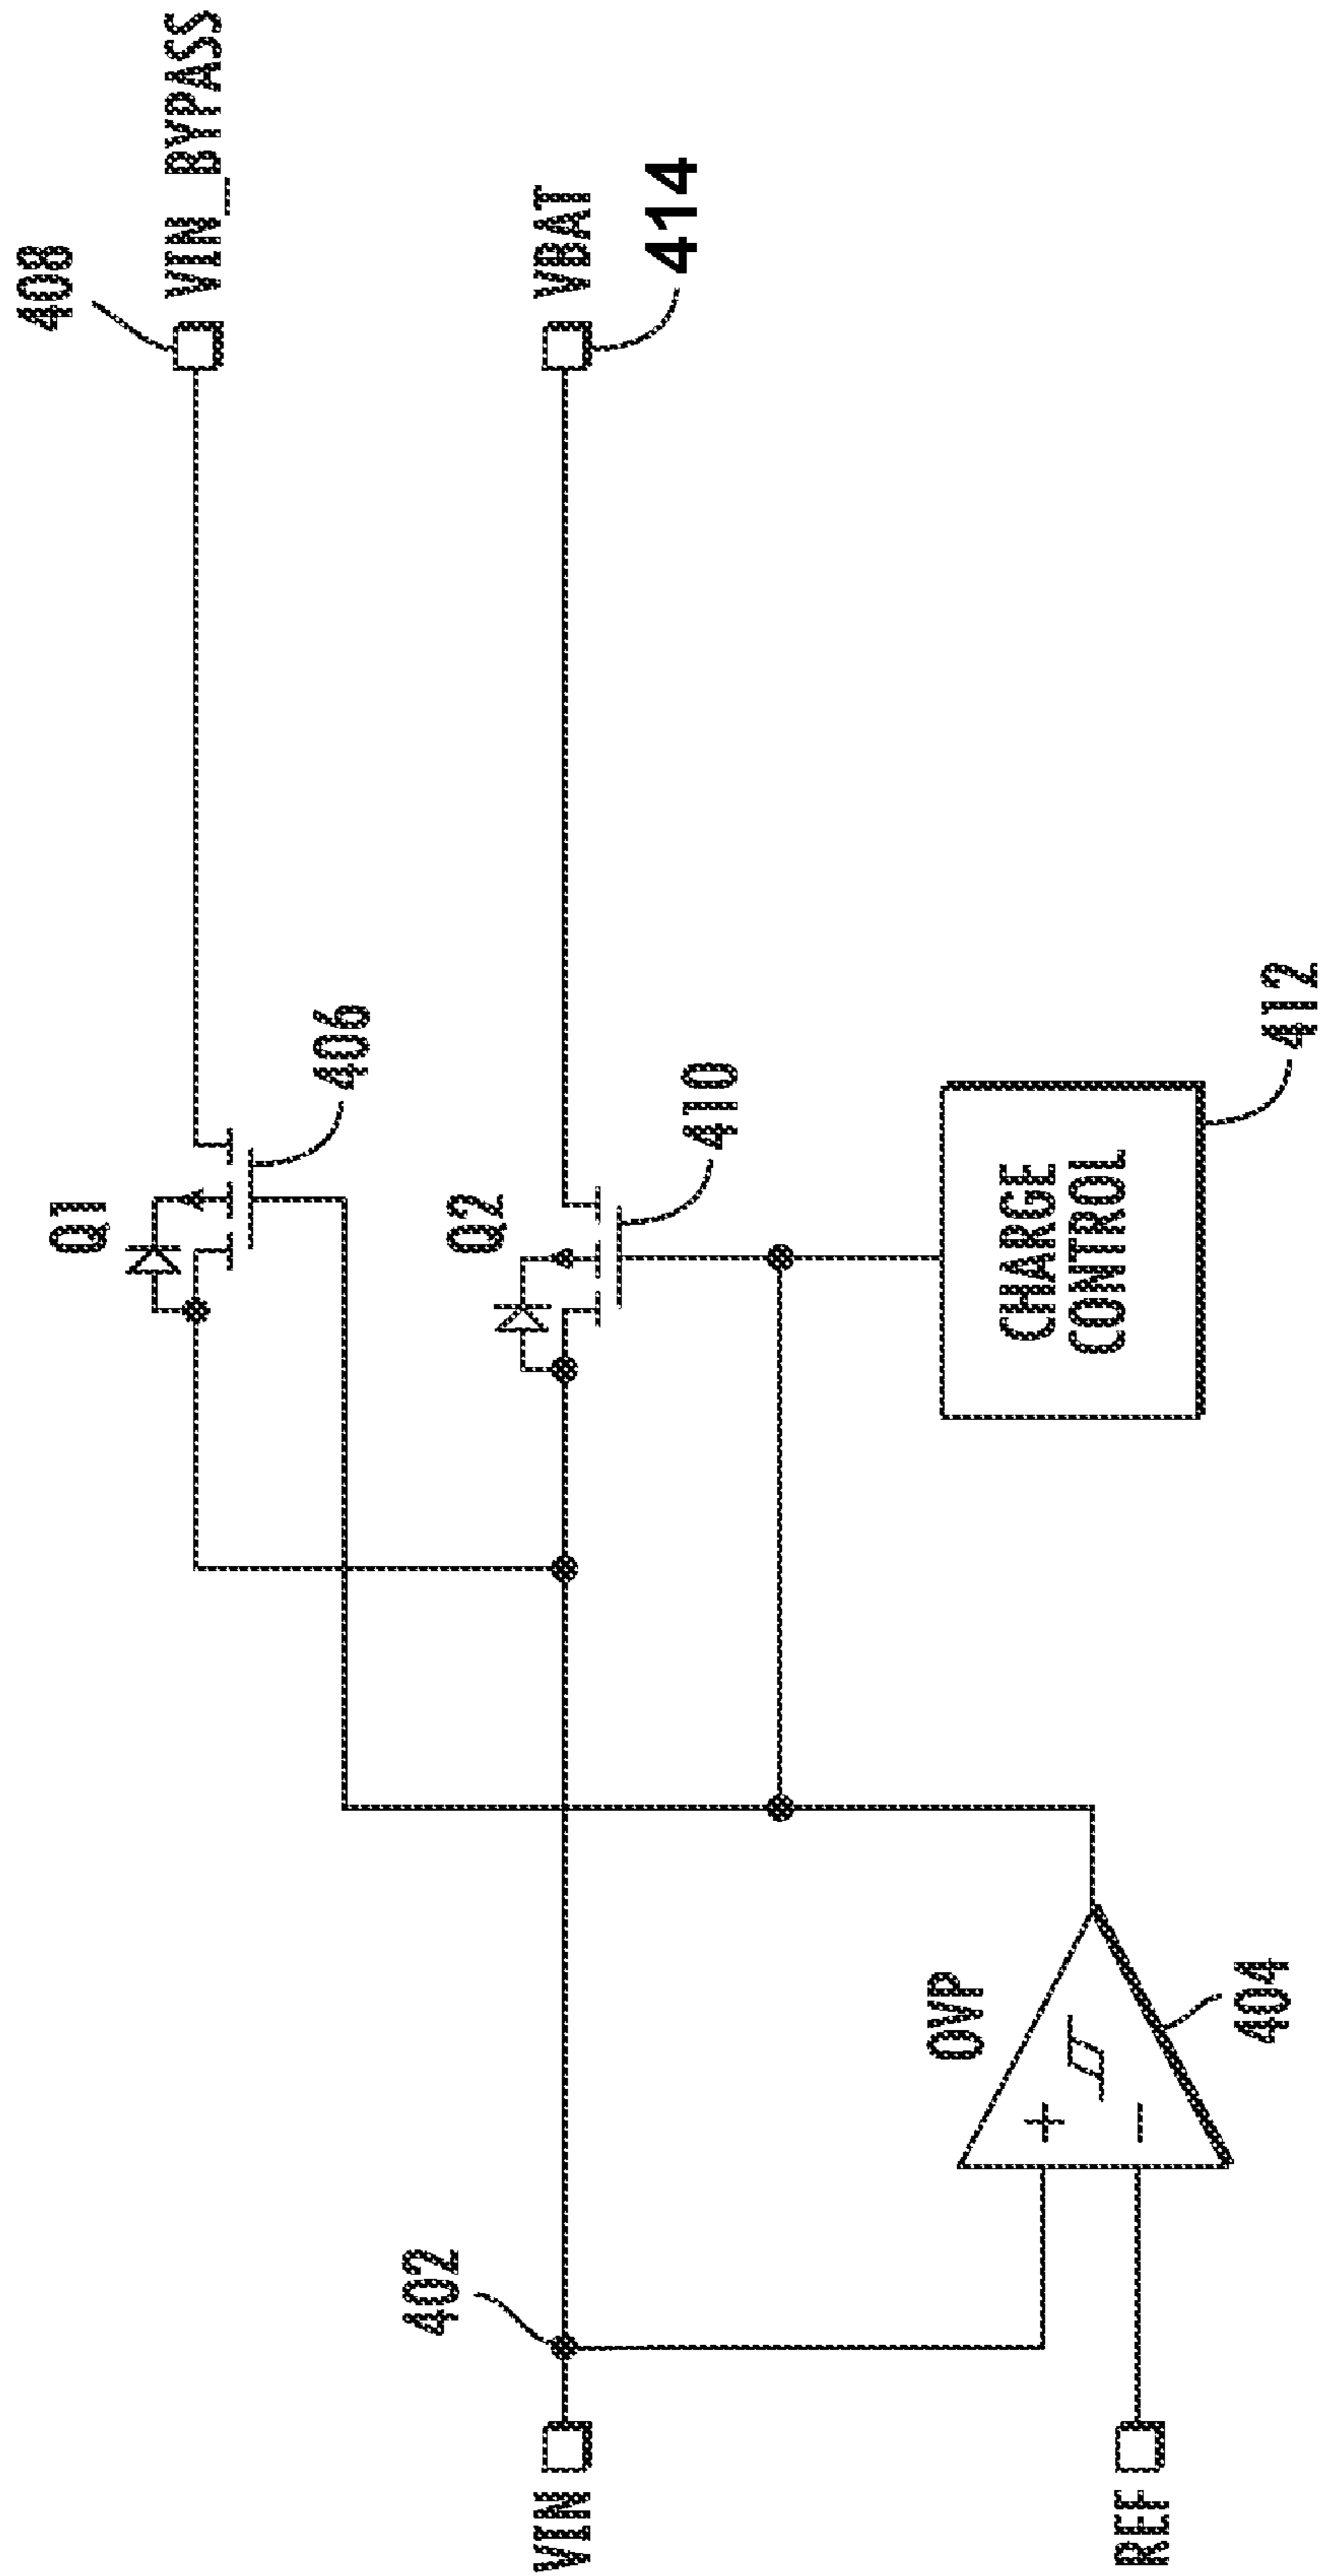 408
VIN_BYPASS
Q1
406
VBAT
414
Q2
410
402
VIN
CHARGE
CONTROL
412
OVP
+
−
404
REF